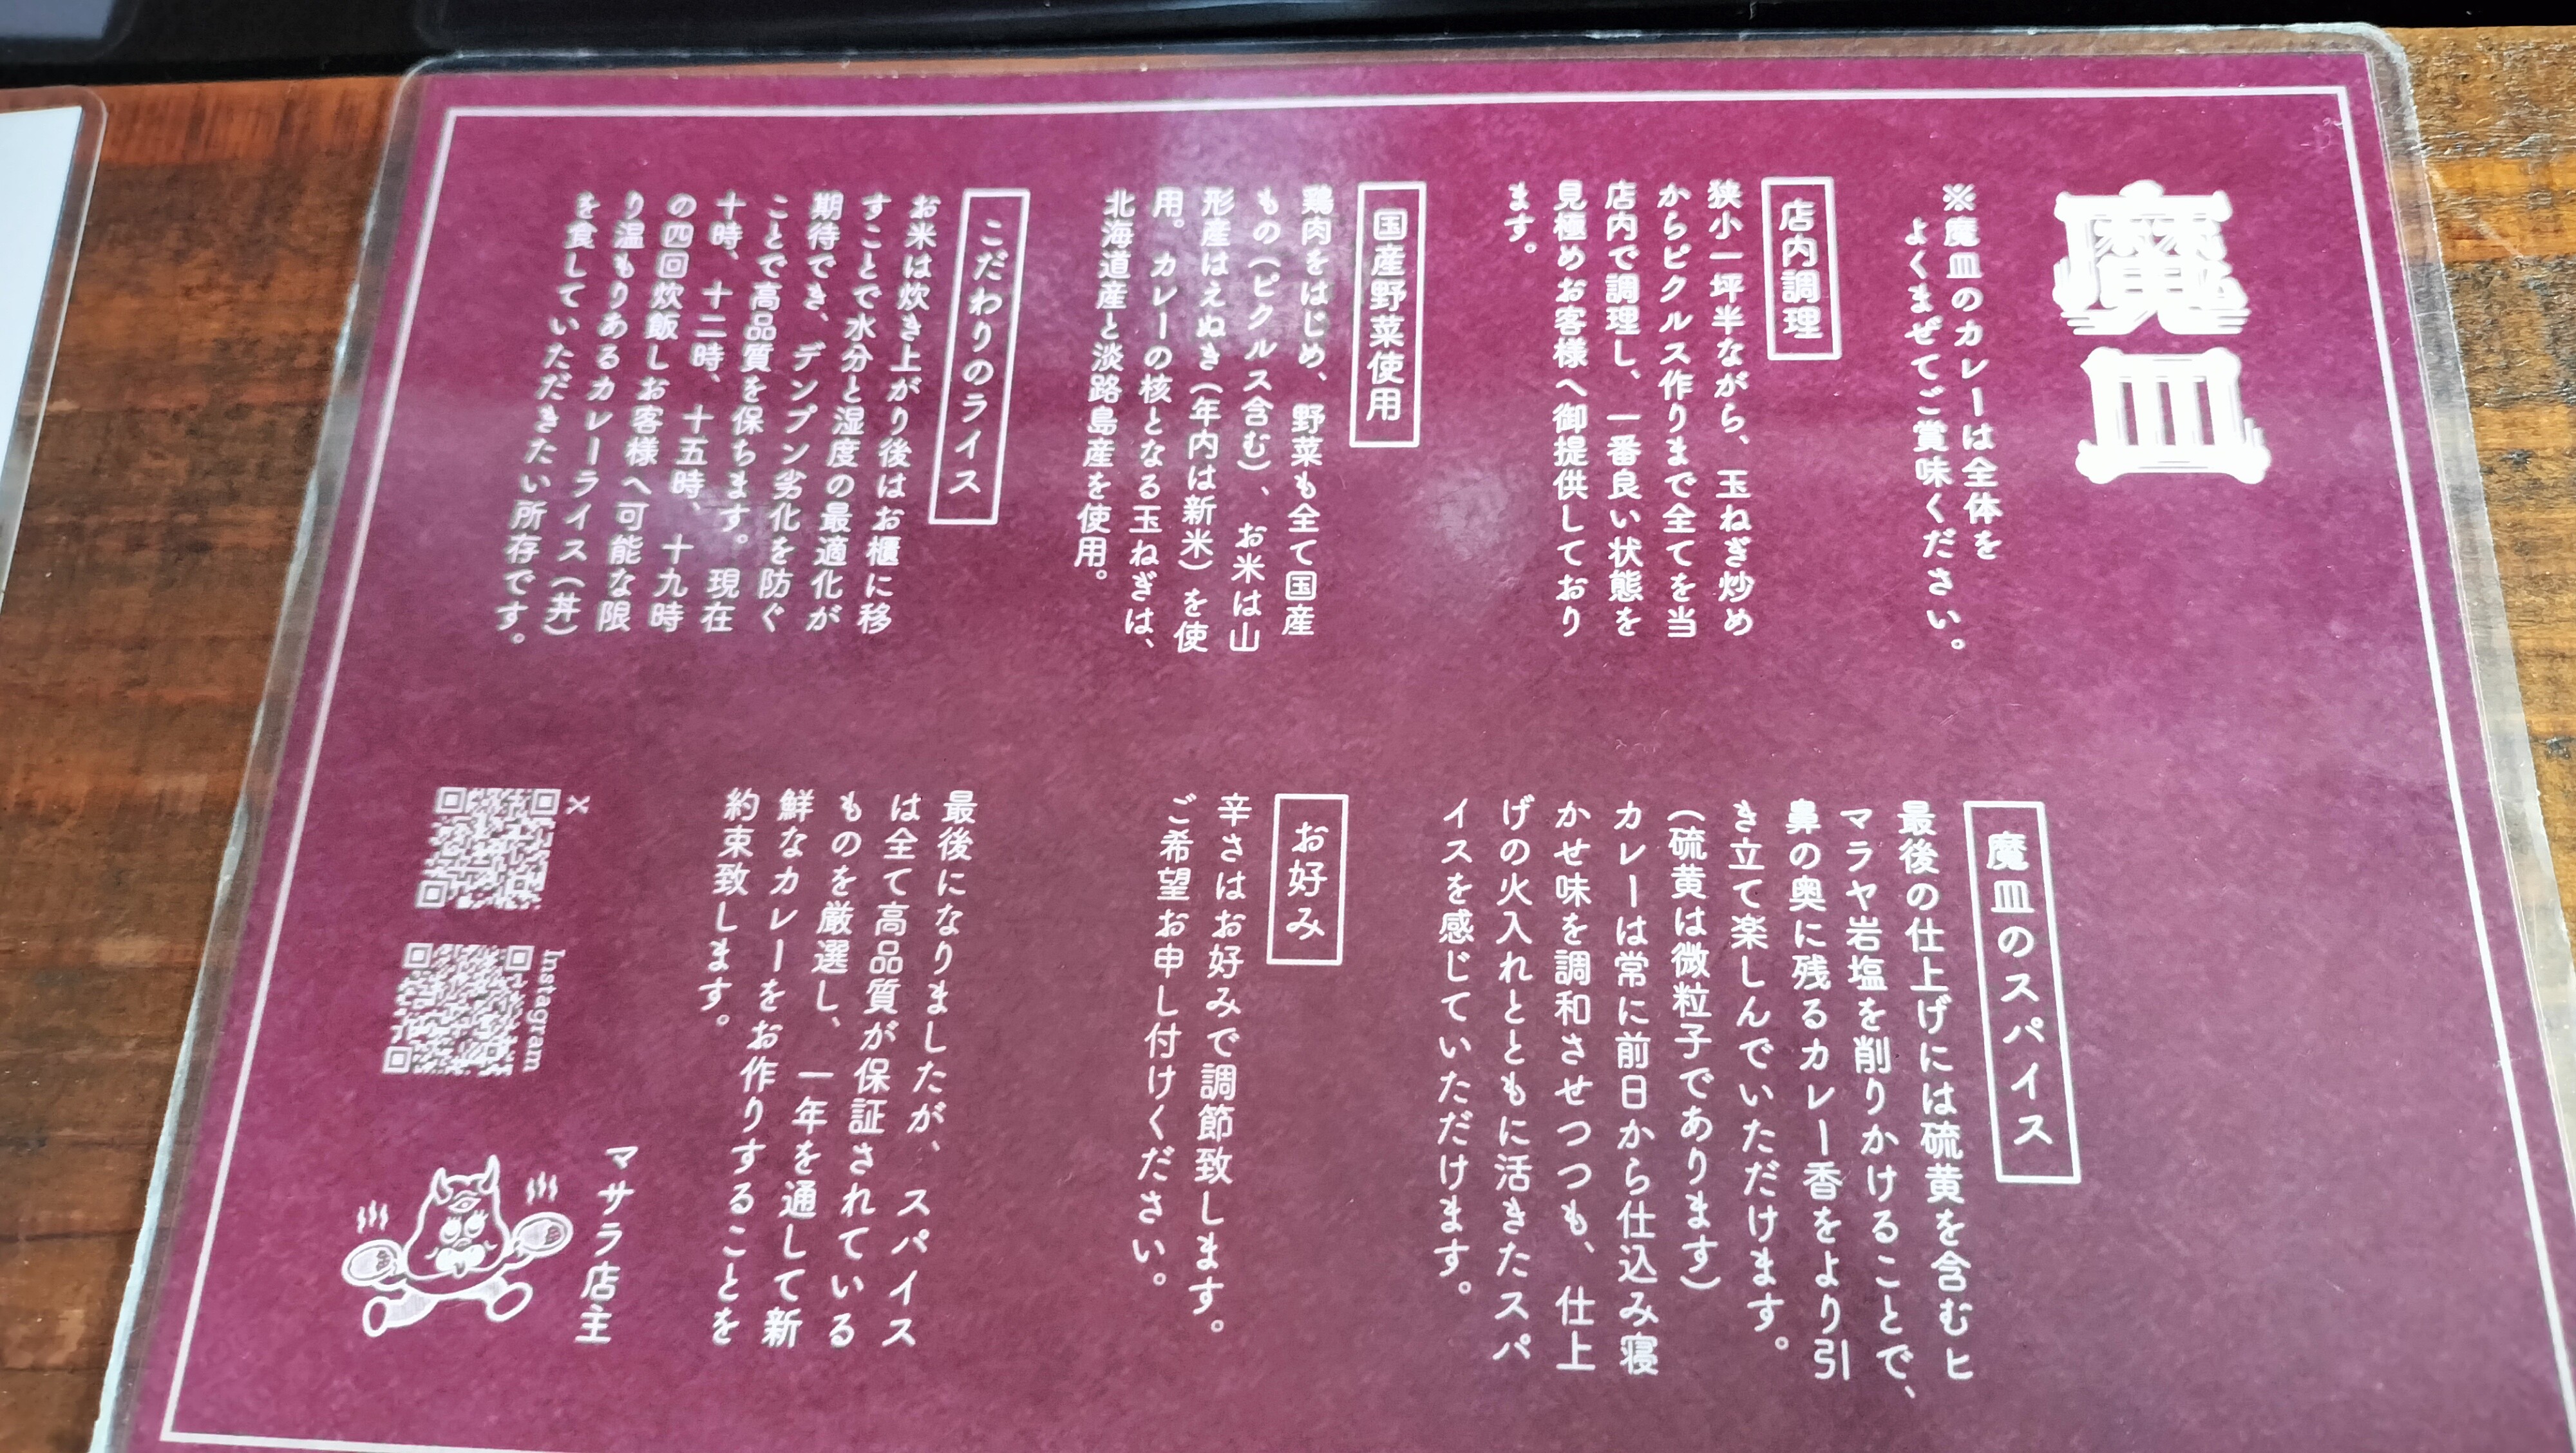 魔皿
※魔皿のカレーは全体を
よくまぜてご賞味ください。
店内調理
狭小一坪半ながら、玉ねぎ炒め
からピクルス作りまで全てを当
店内で調理し、一番良い状態を
見極めお客様へ御提供しており
ます。
国産野菜使用
鶏肉をはじめ、野菜も全て国産
もの（ピクルス含む）、お米は山
形産はえぬき（年内は新米）を使
用。カレーの核となる玉ねぎは、
北海道産と淡路島産を使用。
こだわりのライス
お米は炊き上がり後はお櫃に移
すことで水分と湿度の最適化が
期待でき、デンプン劣化を防ぐ
ことで高品質を保ちます。現在
十時、十二時、十五時、十九時
の四回炊飯しお客様へ可能な限
り温もりあるカレーライス（丼）
を食していただきたい所存です。
魔皿のスパイス
最後の仕上げには硫黄を含むヒ
マラヤ岩塩を削りかけることで、
鼻の奥に残るカレー香をより引
き立て楽しんでいただけます。
（硫黄は微粒子であります）
カレーは常に前日から仕込み寝
かせ味を調和させつつも、仕上
げの火入れとともに活きたスパ
イスを感じていただけます。
お好み
辛さはお好みで調節致します。
ご希望お申し付けください。
最後になりましたが、スパイス
は全て高品質が保証されている
ものを厳選し、一年を通して新
鮮なカレーをお作りすることを
約束致します。
マサラ店主
X
Instagram